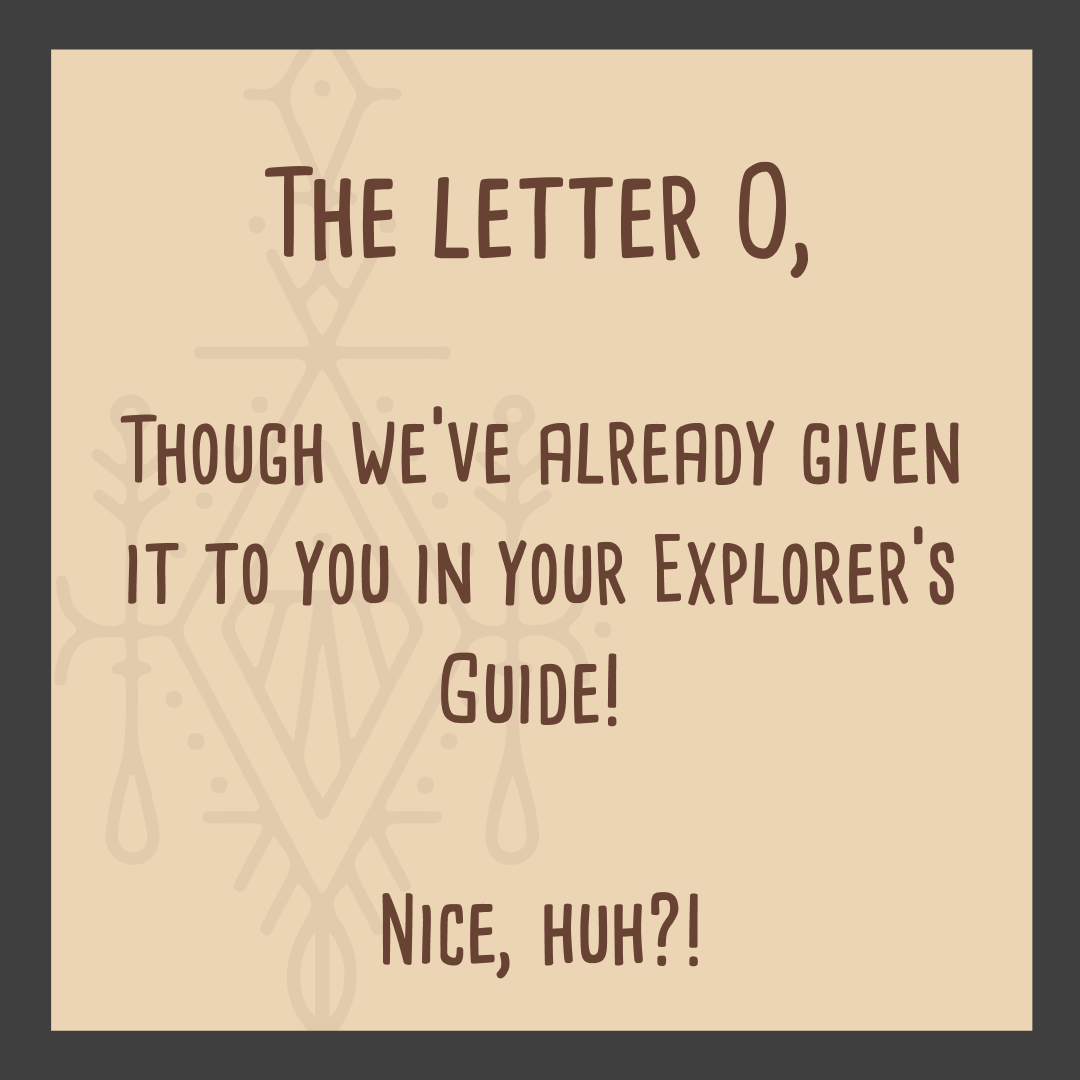 The letter O,
Though we've already given
it to you in your Explorer's
Guide!
Nice, huh?!